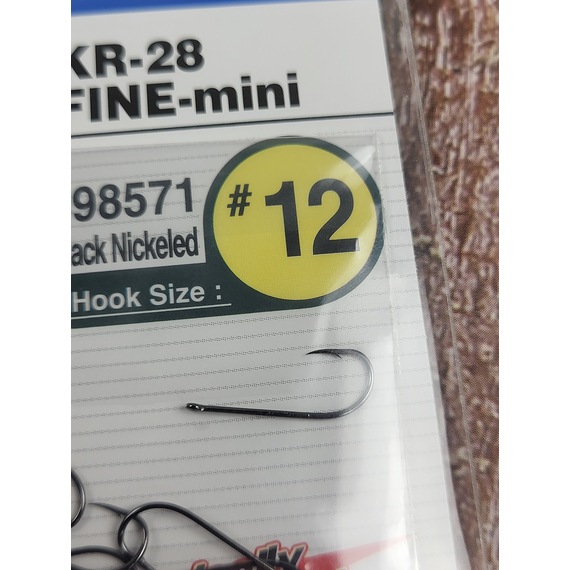 KR-28
FINE-mini
98571
#12
ack Nickeled
Hook Size :